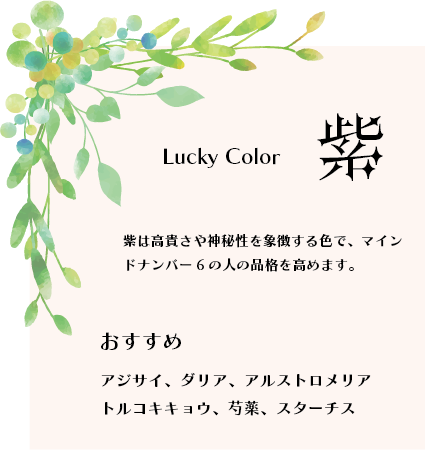 Lucky Color 紫
紫は高貴さや神秘性を象徴する色で、マイン
ドナンバー６の人の品格を高めます。
おすすめ
アジサイ、ダリア、アルストロメリア
トルコキキョウ、芍薬、スターチス